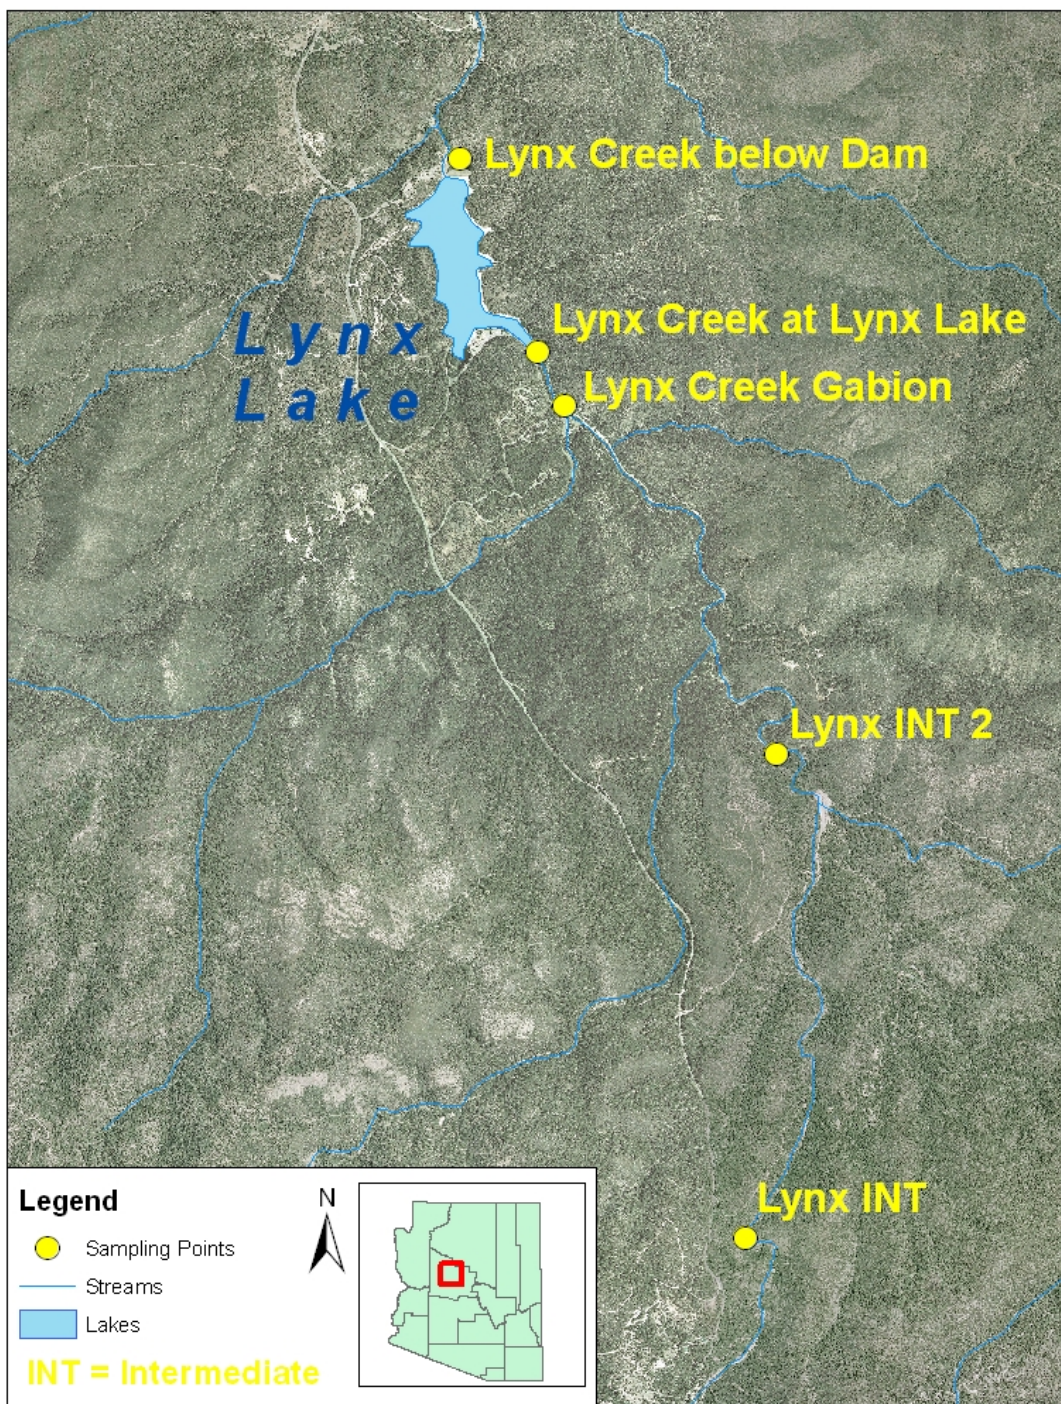 Lynx Creek below Dam
Lynx Creek at Lynx Lake
Lynx
Lake
Lynx Creek Gabion
Lynx INT 2
Lynx INT
Legend
N
Sampling Points
Streams
Lakes
INT = Intermediate